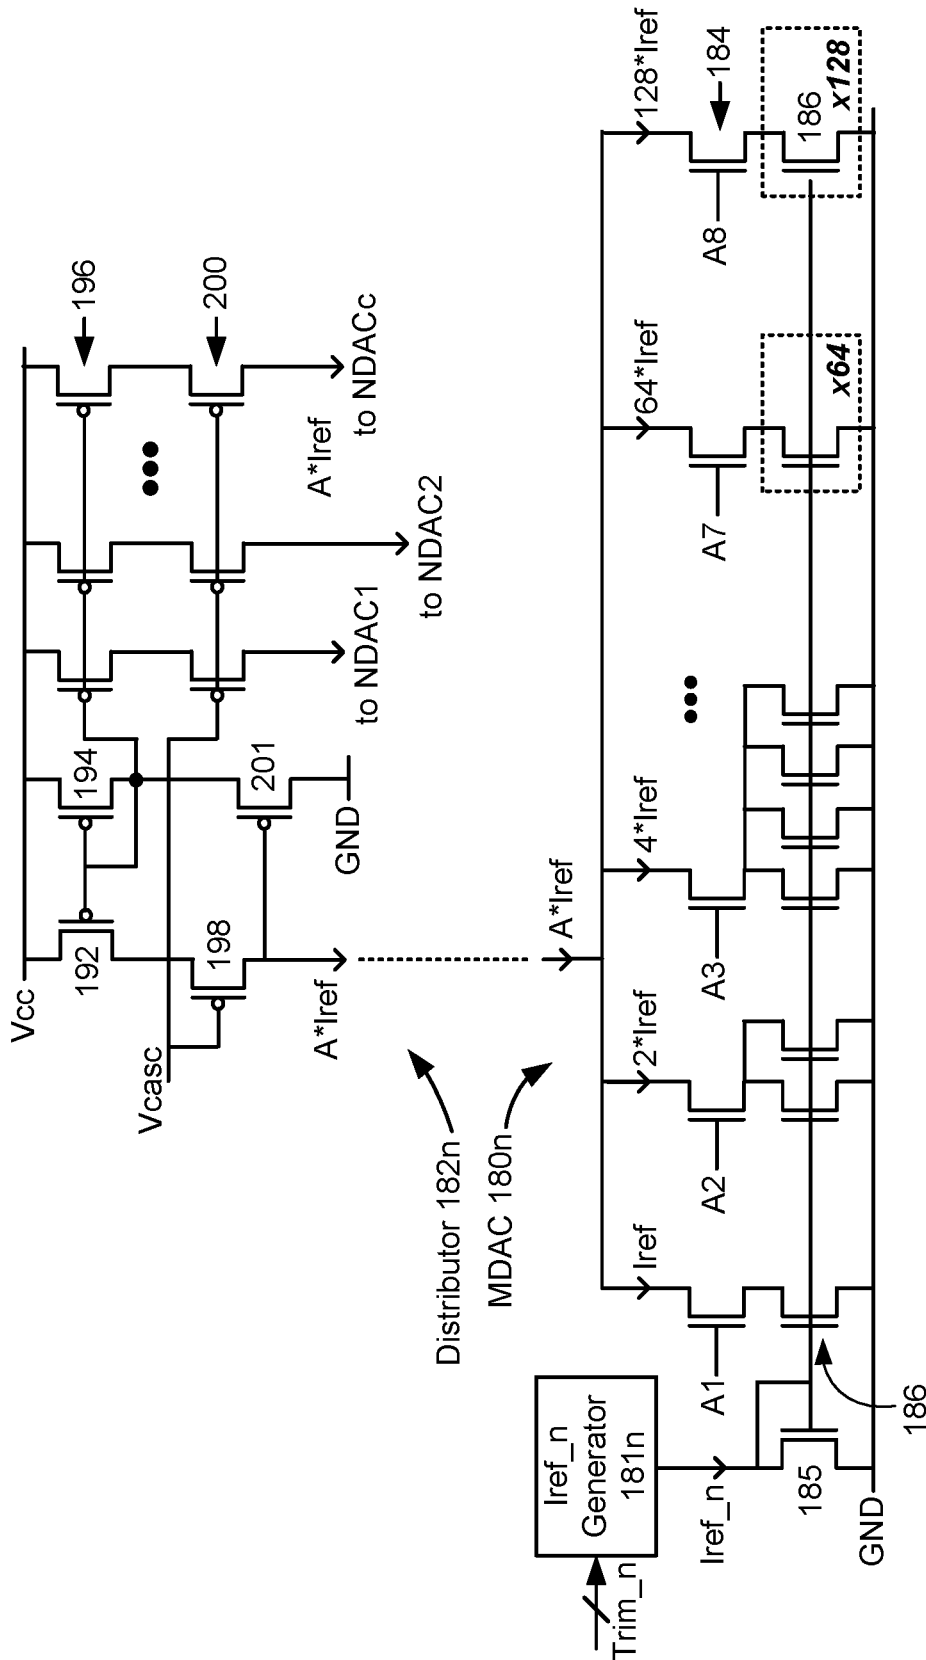 Vcc
192
194
196
Vcasc
198
201
200
GND
A*Iref
to NDAC1
to NDAC2
A*Iref
to NDACc
Distributor 182n
MDAC 180n
A*Iref
Trim_n
Iref_n
Generator
181n
Iref_n
Iref
2*Iref
4*Iref
64*Iref
128*Iref
A1
A2
A3
A7
A8
184
185
186
186
x64
x128
GND